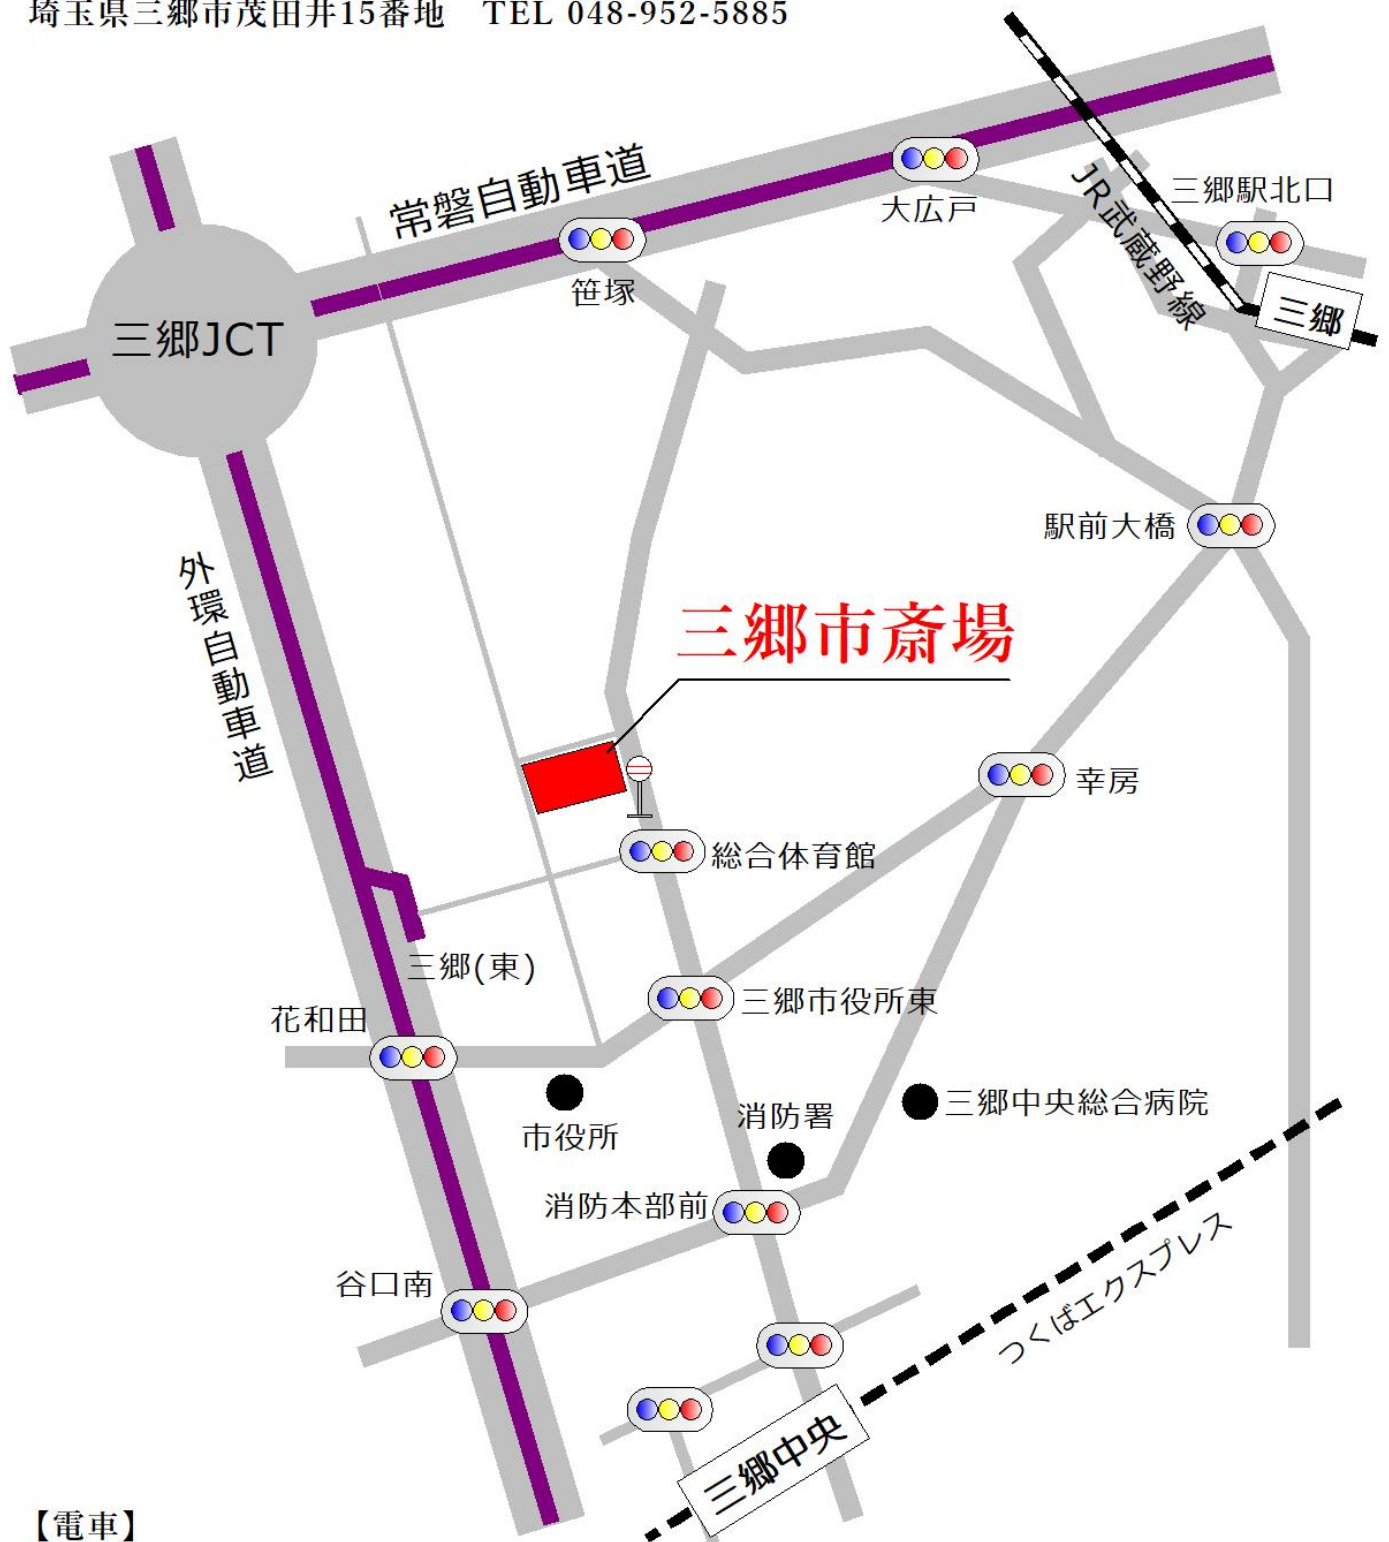 埼玉県三郷市茂田井15番地　TEL 048-952-5885
常磐自動車道
大広戸
JR武蔵野線
三郷駅北口
笹塚
三郷
三郷JCT
駅前大橋
外環自動車道
三郷市斎場
幸房
総合体育館
三郷(東)
三郷市役所東
花和田
市役所
消防署
三郷中央総合病院
消防本部前
谷口南
つくばエクスプレス
三郷中央
【電車】